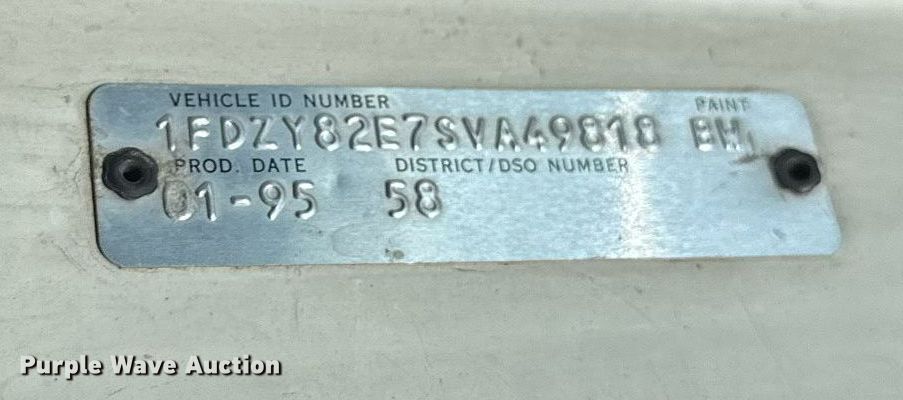 VEHICLE ID NUMBER PAINT
1FDZY82E7SVA49818 BM
PROD. DATE DISTRICT/DSO NUMBER
01-95 58
Purple Wave Auction